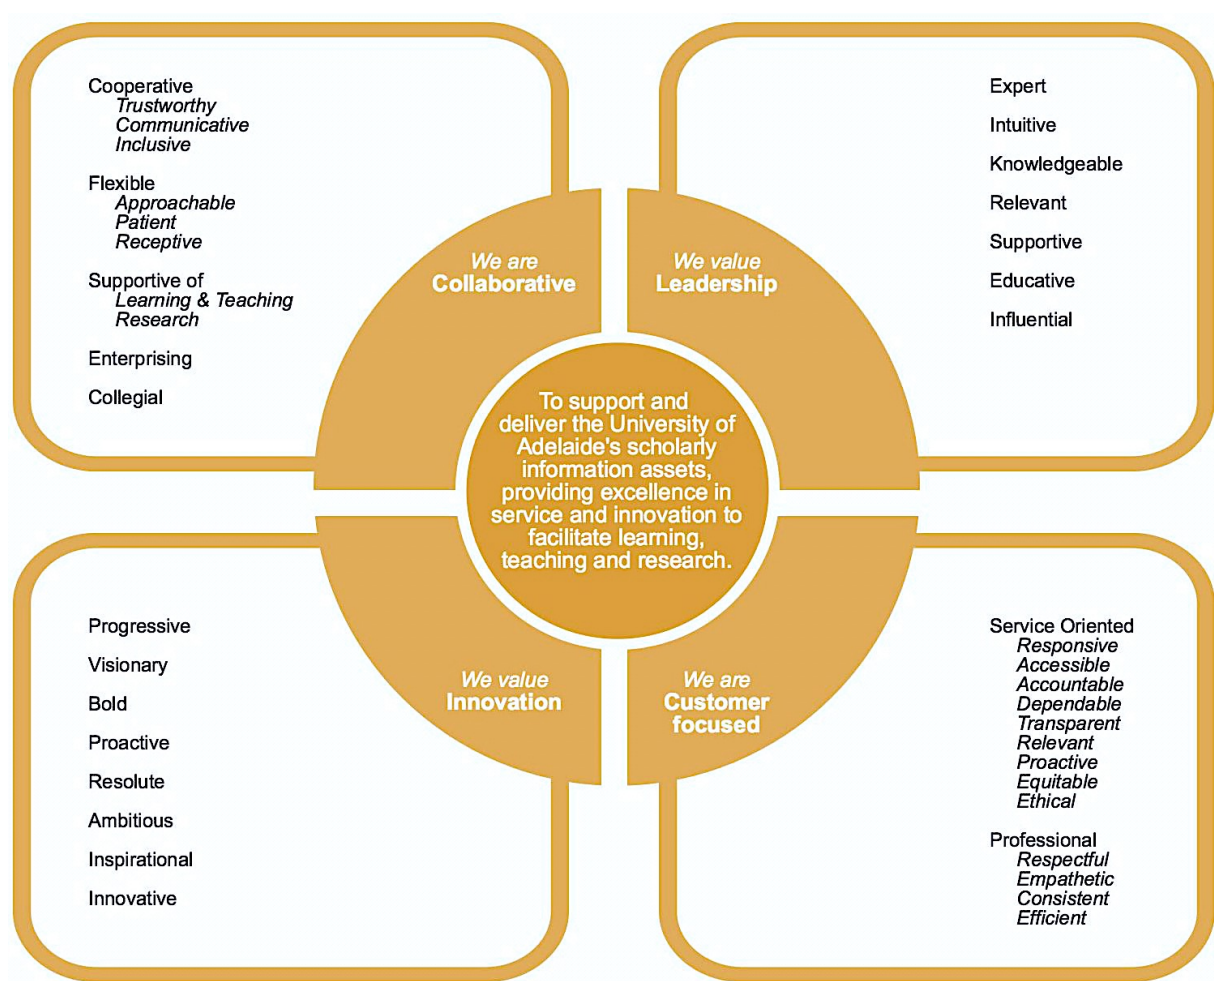 Cooperative
Trustworthy
Communicative
Inclusive
Flexible
Approachable
Patient
Receptive
Supportive of
Learning & Teaching
Research
Enterprising
Collegial
We are
Collaborative
We value
Leadership
Expert
Intuitive
Knowledgeable
Relevant
Supportive
Educative
Influential
To support and
deliver the University of
Adelaide's scholarly
information assets,
providing excellence in
service and innovation to
facilitate learning,
teaching and research.
Progressive
Visionary
Bold
Proactive
Resolute
Ambitious
Inspirational
Innovative
We value
Innovation
We are
Customer
focused
Service Oriented
Responsive
Accessible
Accountable
Dependable
Transparent
Relevant
Proactive
Equitable
Ethical
Professional
Respectful
Empathetic
Consistent
Efficient